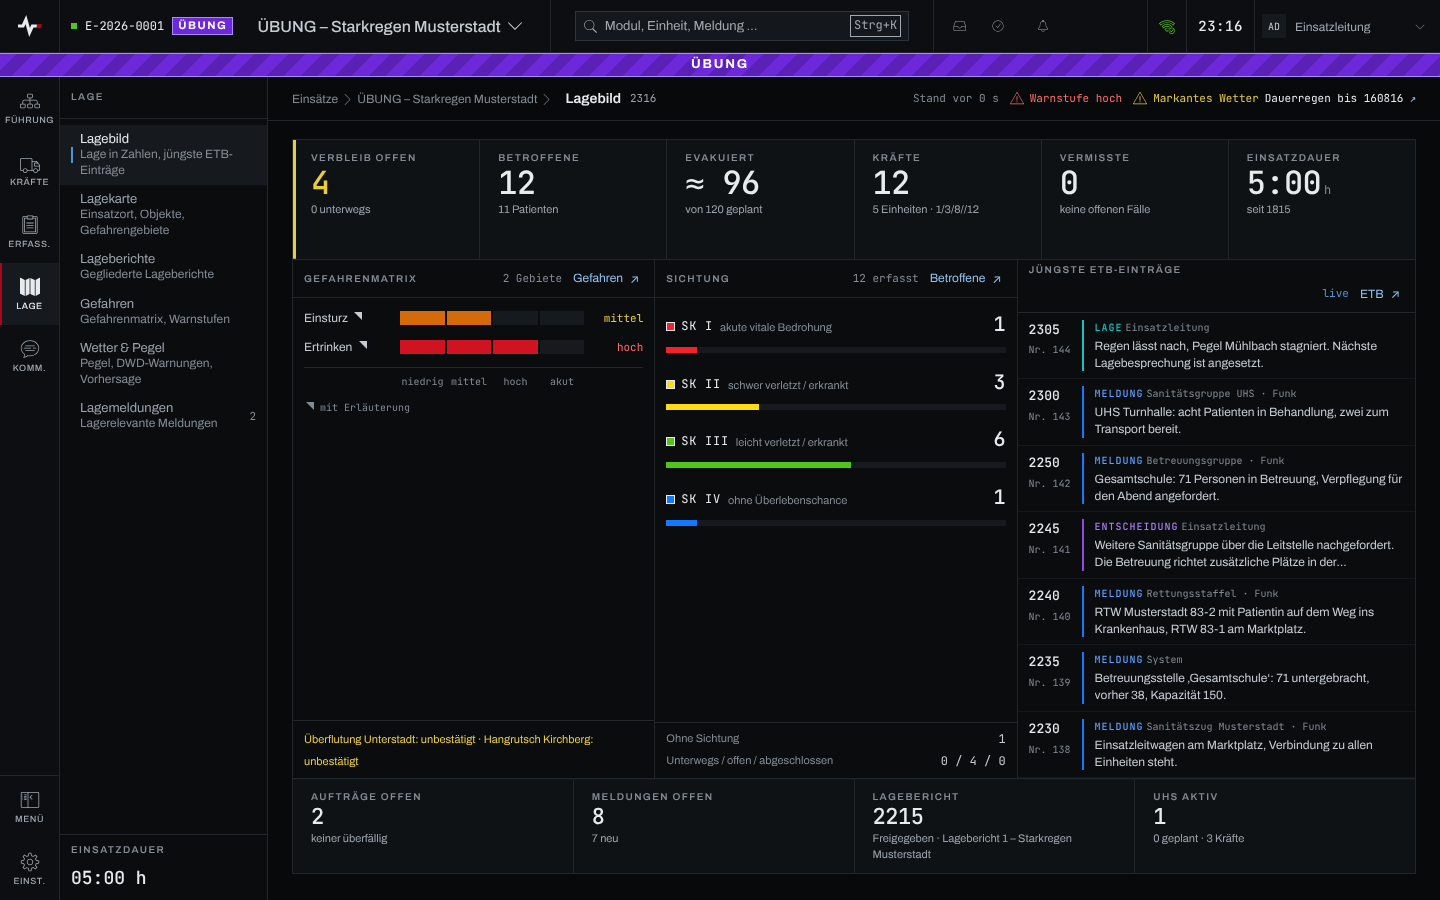 E-2026-0001 ÜBUNG ÜBUNG – Starkregen Musterstadt Modul, Einheit, Meldung ... Strg+K 23:16 AD Einsatzleitung
ÜBUNG
FÜHRUNG
KRÄFTE
ERFASS.
LAGE
KOMM.
MENÜ
EINST.
LAGE
Lagebild
Lage in Zahlen, jüngste ETB-
Einträge
Lagekarte
Einsatzort, Objekte,
Gefahrengebiete
Lageberichte
Gegliederte Lageberichte
Gefahren
Gefahrenmatrix, Warnstufen
Wetter & Pegel
Pegel, DWD-Warnungen,
Vorhersage
Lagemeldungen
Lagerelevante Meldungen 2
EINSATZDAUER
05:00 h
Einsätze ÜBUNG – Starkregen Musterstadt Lagebild 2316 Stand vor 0 s Warnstufe hoch Markantes Wetter Dauerregen bis 160816 ↗
VERBLEIB OFFEN
4
0 unterwegs
BETROFFENE
12
11 Patienten
EVAKUIERT
≈ 96
von 120 geplant
KRÄFTE
12
5 Einheiten · 1/3/8//12
VERMISSTE
0
keine offenen Fälle
EINSATZDAUER
5:00 h
seit 1815
GEFAHRENMATRIX 2 Gebiete Gefahren ↗
Einsturz mittel
Ertrinken hoch
niedrig mittel hoch akut
mit Erläuterung
Überflutung Unterstadt: unbestätigt · Hangrutsch Kirchberg:
unbestätigt
SICHTUNG 12 erfasst Betroffene ↗
SK I akute vitale Bedrohung 1
SK II schwer verletzt / erkrankt 3
SK III leicht verletzt / erkrankt 6
SK IV ohne Überlebenschance 1
Ohne Sichtung 1
Unterwegs / offen / abgeschlossen 0 / 4 / 0
JÜNGSTE ETB-EINTRÄGE
live ETB ↗
2305 LAGE Einsatzleitung
Nr. 144 Regen lässt nach, Pegel Mühlbach stagniert. Nächste
Lagebesprechung ist angesetzt.
2300 MELDUNG Sanitätsgruppe UHS · Funk
Nr. 143 UHS Turnhalle: acht Patienten in Behandlung, zwei zum
Transport bereit.
2250 MELDUNG Betreuungsgruppe · Funk
Nr. 142 Gesamtschule: 71 Personen in Betreuung, Verpflegung für
den Abend angefordert.
2245 ENTSCHEIDUNG Einsatzleitung
Nr. 141 Weitere Sanitätsgruppe über die Leitstelle nachgefordert.
Die Betreuung richtet zusätzliche Plätze in der...
2240 MELDUNG Rettungsstaffel · Funk
Nr. 140 RTW Musterstadt 83-2 mit Patientin auf dem Weg ins
Krankenhaus, RTW 83-1 am Marktplatz.
2235 MELDUNG System
Nr. 139 Betreuungsstelle ‚Gesamtschule‘: 71 untergebracht,
vorher 38, Kapazität 150.
2230 MELDUNG Sanitätszug Musterstadt · Funk
Nr. 138 Einsatzleitwagen am Marktplatz, Verbindung zu allen
Einheiten steht.
AUFTRÄGE OFFEN
2
keiner überfällig
MELDUNGEN OFFEN
8
7 neu
LAGEBERICHT
2215
Freigegeben · Lagebericht 1 – Starkregen
Musterstadt
UHS AKTIV
1
0 geplant · 3 Kräfte